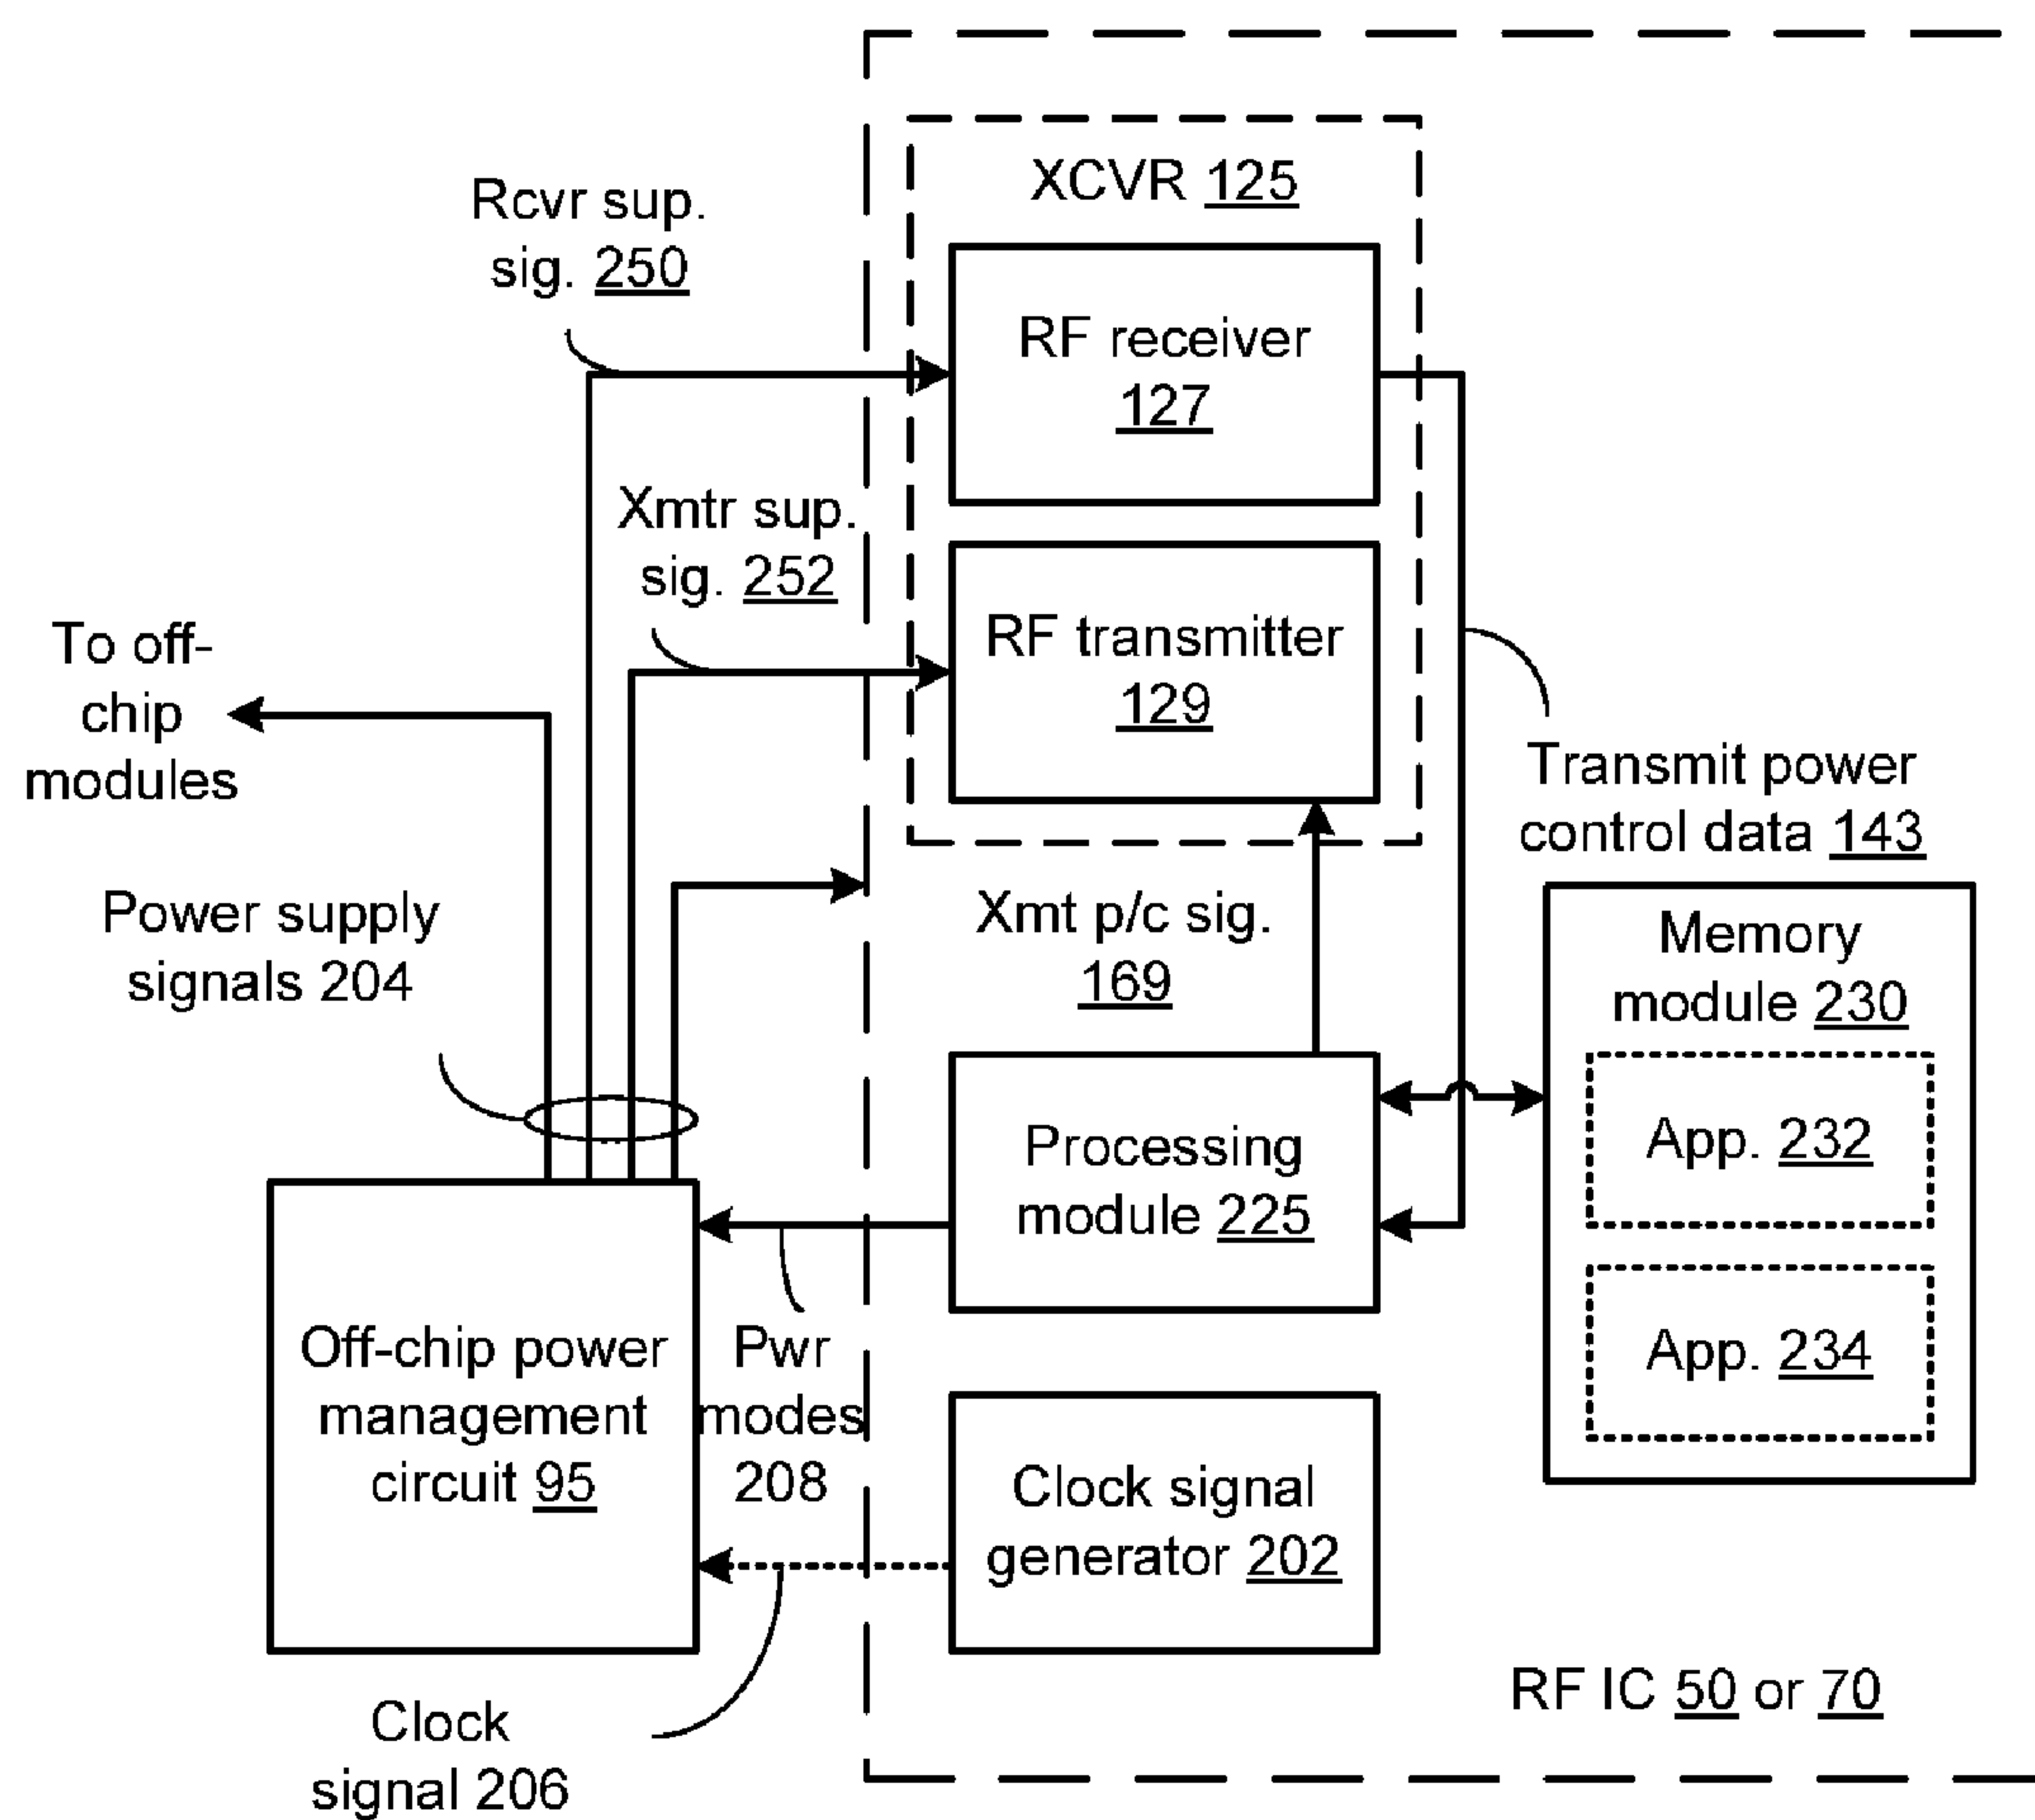 XCVR 125
Rcvr sup.
sig. 250
RF receiver
127
Xmtr sup.
sig. 252
RF transmitter
129
To off-
chip
modules
Transmit power
control data 143
Power supply
signals 204
Xmt p/c sig.
169
Memory
module 230
App. 232
App. 234
Processing
module 225
Off-chip power
management
circuit 95
Pwr
modes
208
Clock signal
generator 202
RF IC 50 or 70
Clock
signal 206